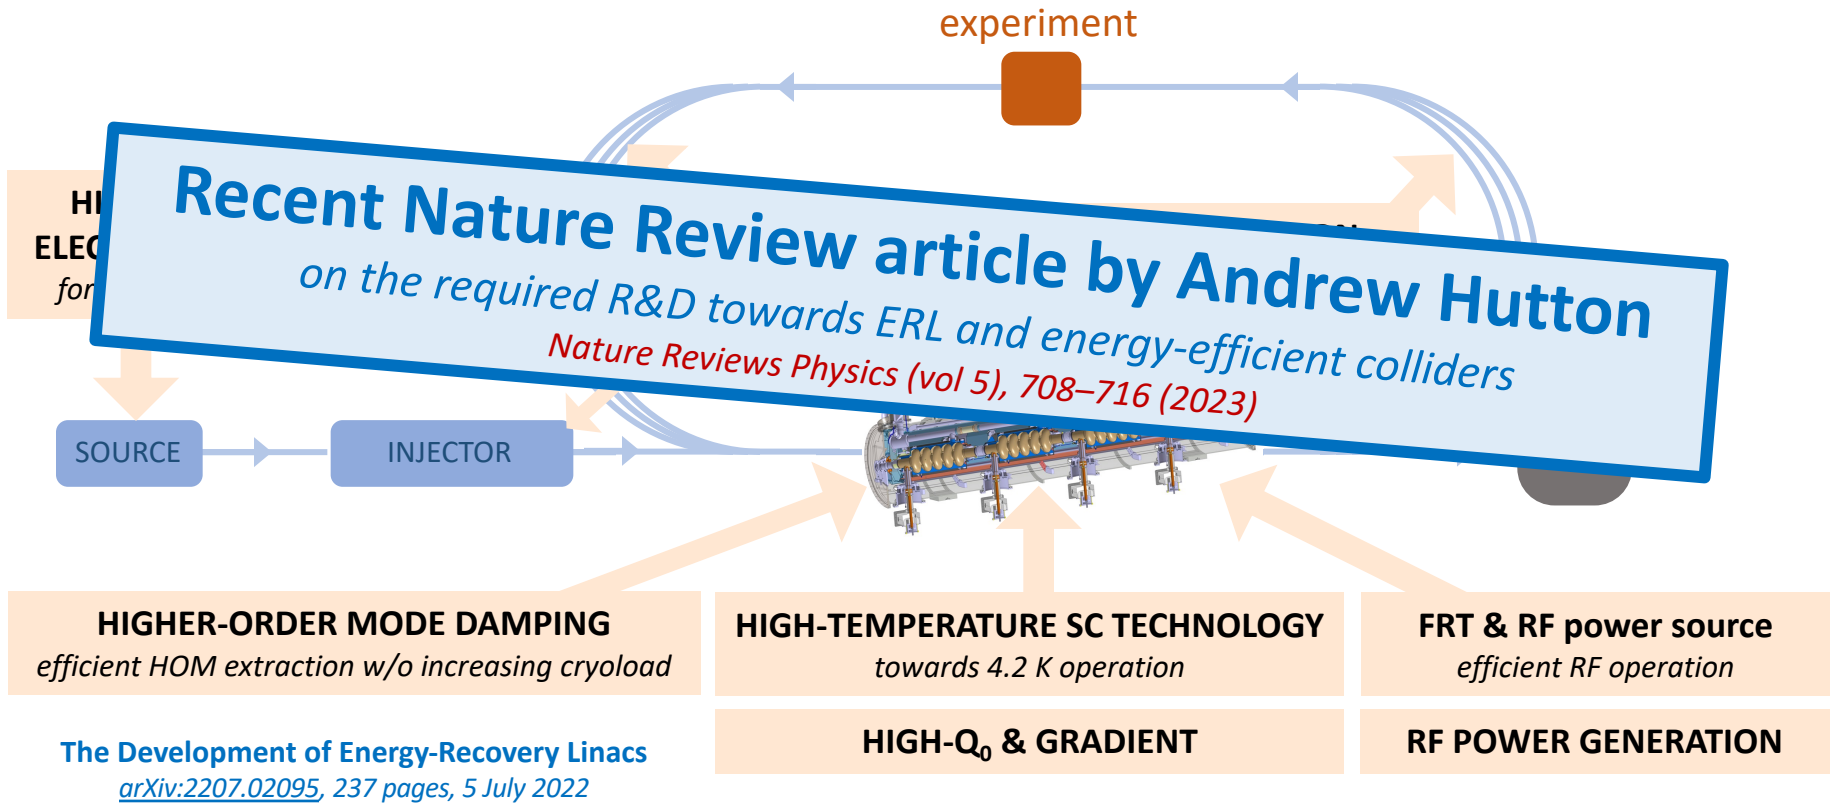 experiment
Recent Nature Review article by Andrew Hutton
on the required R&D towards ERL and energy-efficient colliders
Nature Reviews Physics (vol 5), 708–716 (2023)
for
SOURCE
INJECTOR
HIGHER-ORDER MODE DAMPING
efficient HOM extraction w/o increasing cryoload
HIGH-TEMPERATURE SC TECHNOLOGY
towards 4.2 K operation
FRT & RF power source
efficient RF operation
HIGH-Q₀ & GRADIENT
RF POWER GENERATION
The Development of Energy-Recovery Linacs
arXiv:2207.02095, 237 pages, 5 July 2022